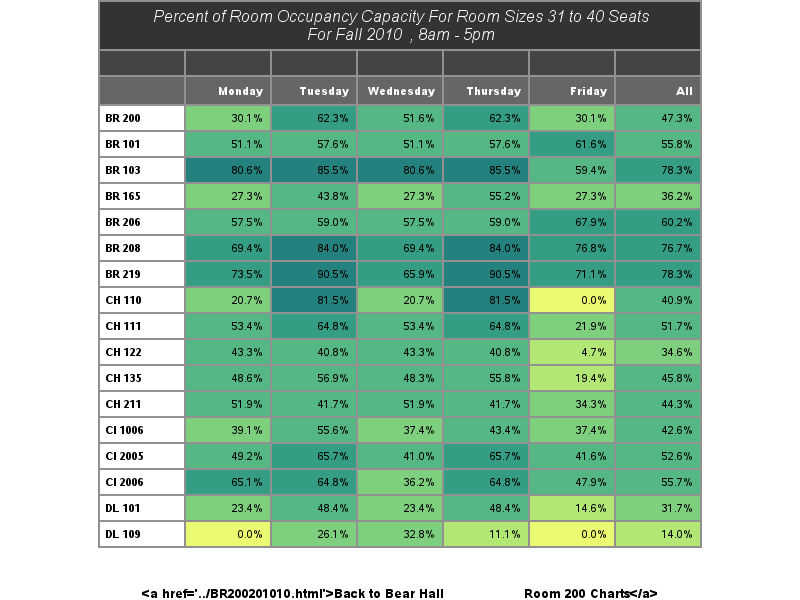 Percent of Room Occupancy Capacity For Room Sizes 31 to 40 Seats
For Fall 2010 , 8am - 5pm
Monday Tuesday Wednesday Thursday Friday All
BR 200 30.1% 62.3% 51.6% 62.3% 30.1% 47.3%
BR 101 51.1% 57.6% 51.1% 57.6% 61.6% 55.8%
BR 103 80.6% 85.5% 80.6% 85.5% 59.4% 78.3%
BR 165 27.3% 43.8% 27.3% 55.2% 27.3% 36.2%
BR 206 57.5% 59.0% 57.5% 59.0% 67.9% 60.2%
BR 208 69.4% 84.0% 69.4% 84.0% 76.8% 76.7%
BR 219 73.5% 90.5% 65.9% 90.5% 71.1% 78.3%
CH 110 20.7% 81.5% 20.7% 81.5% 0.0% 40.9%
CH 111 53.4% 64.8% 53.4% 64.8% 21.9% 51.7%
CH 122 43.3% 40.8% 43.3% 40.8% 4.7% 34.6%
CH 135 48.6% 56.9% 48.3% 55.8% 19.4% 45.8%
CH 211 51.9% 41.7% 51.9% 41.7% 34.3% 44.3%
CI 1006 39.1% 55.6% 37.4% 43.4% 37.4% 42.6%
CI 2005 49.2% 65.7% 41.0% 65.7% 41.6% 52.6%
CI 2006 65.1% 64.8% 36.2% 64.8% 47.9% 55.7%
DL 101 23.4% 48.4% 23.4% 48.4% 14.6% 31.7%
DL 109 0.0% 26.1% 32.8% 11.1% 0.0% 14.0%
<a href='../BR200201010.html'>Back to Bear Hall Room 200 Charts</a>